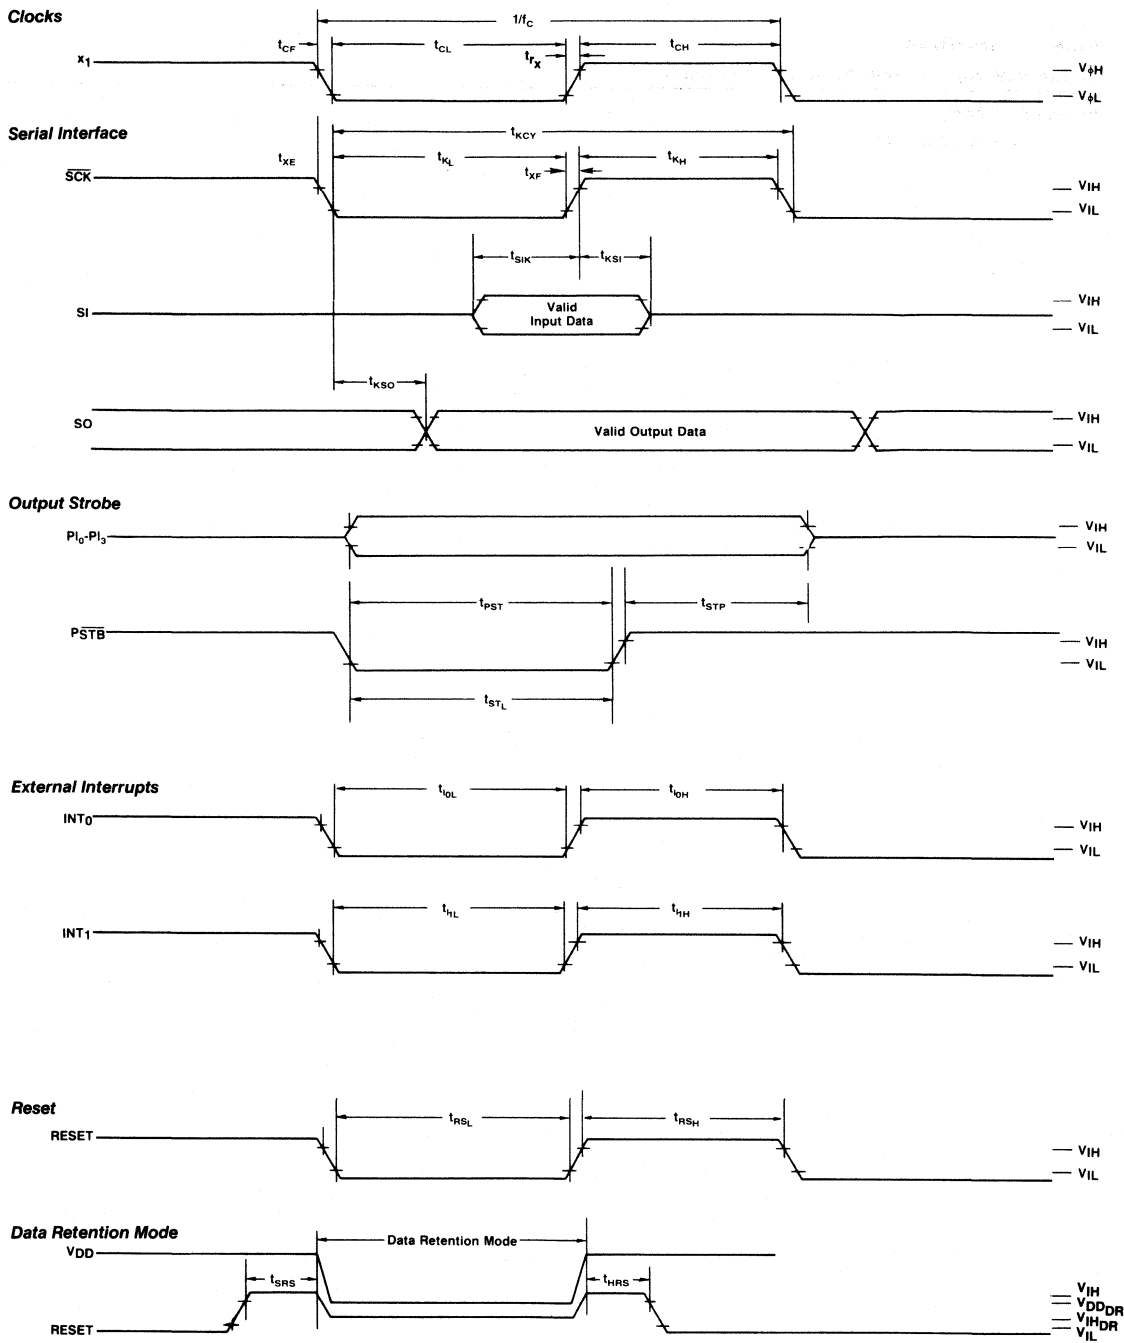 Clocks
1/fC
tCF
tCL
tCH
trx
X1
VφH
VφL
Serial Interface
tKCY
tXE
tKL
tKH
tXF
SCK
VIH
VIL
tSIK
tKSI
SI
Valid
Input Data
VIH
VIL
tKSO
SO
Valid Output Data
VIH
VIL
Output Strobe
PI0-PI3
VIH
VIL
tPST
tSTP
PSTB
VIH
VIL
tSTL
External Interrupts
tI0L
tI0H
INT0
VIH
VIL
tI1L
tI1H
INT1
VIH
VIL
Reset
tRSL
tRSH
RESET
VIH
VIL
Data Retention Mode
VDD
Data Retention Mode
tSRS
tHRS
RESET
VIH
VDDDR
VIHDR
VIL